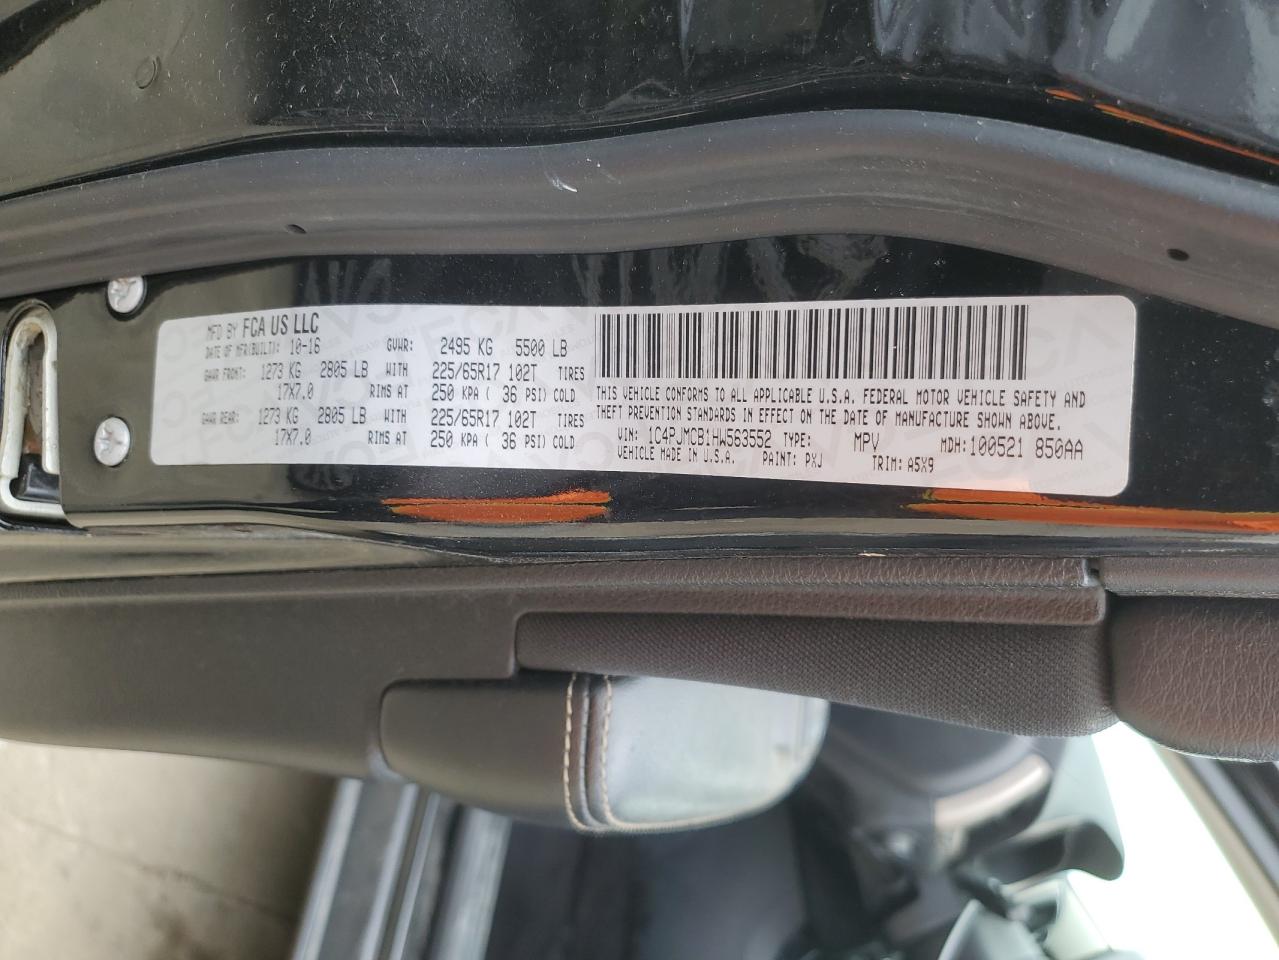 MFD BY FCA US LLC
DATE OF MFR(BUILT): 10-16 GVWR: 2495 KG 5500 LB
GAWR FRONT: 1273 KG 2805 LB WITH 225/65R17 102T TIRES
17X7.0 RIMS AT 250 KPA ( 36 PSI) COLD
GAWR REAR: 1273 KG 2805 LB WITH 225/65R17 102T TIRES
17X7.0 RIMS AT 250 KPA ( 36 PSI) COLD
THIS VEHICLE CONFORMS TO ALL APPLICABLE U.S.A. FEDERAL MOTOR VEHICLE SAFETY AND
THEFT PREVENTION STANDARDS IN EFFECT ON THE DATE OF MANUFACTURE SHOWN ABOVE.
VIN: 1C4PJMCB1HW563552 TYPE: MPV MDH: 100521 850AA
VEHICLE MADE IN U.S.A. PAINT: PXJ TRIM: A5X9